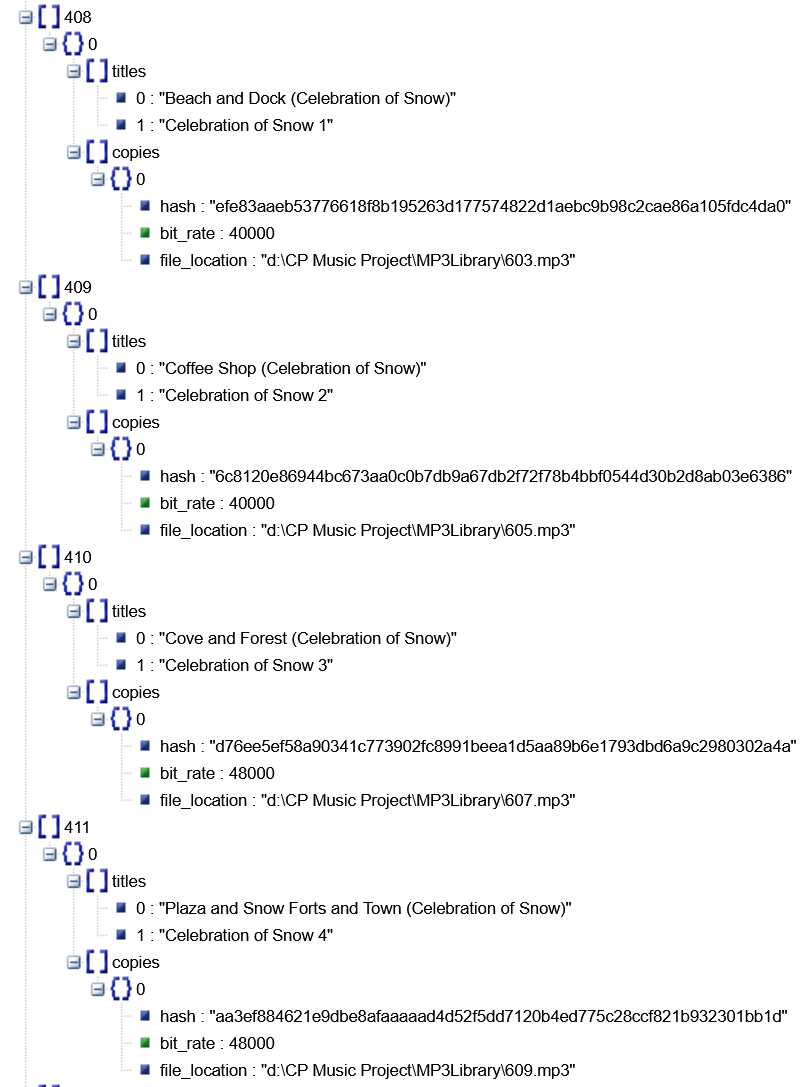 [ ] 408
{ } 0
[ ] titles
0 : "Beach and Dock (Celebration of Snow)"
1 : "Celebration of Snow 1"
[ ] copies
{ } 0
hash : "efe83aaeb53776618f8b195263d177574822d1aebc9b98c2cae86a105fdc4da0"
bit_rate : 40000
file_location : "d:\CP Music Project\MP3Library\603.mp3"
[ ] 409
{ } 0
[ ] titles
0 : "Coffee Shop (Celebration of Snow)"
1 : "Celebration of Snow 2"
[ ] copies
{ } 0
hash : "6c8120e86944bc673aa0c0b7db9a67db2f72f78b4bbf0544d30b2d8ab03e6386"
bit_rate : 40000
file_location : "d:\CP Music Project\MP3Library\605.mp3"
[ ] 410
{ } 0
[ ] titles
0 : "Cove and Forest (Celebration of Snow)"
1 : "Celebration of Snow 3"
[ ] copies
{ } 0
hash : "d76ee5ef58a90341c773902fc8991beea1d5aa89b6e1793dbd6a9c2980302a4a"
bit_rate : 48000
file_location : "d:\CP Music Project\MP3Library\607.mp3"
[ ] 411
{ } 0
[ ] titles
0 : "Plaza and Snow Forts and Town (Celebration of Snow)"
1 : "Celebration of Snow 4"
[ ] copies
{ } 0
hash : "aa3ef884621e9dbe8afaaaaad4d52f5dd7120b4ed775c28ccf821b932301bb1d"
bit_rate : 48000
file_location : "d:\CP Music Project\MP3Library\609.mp3"